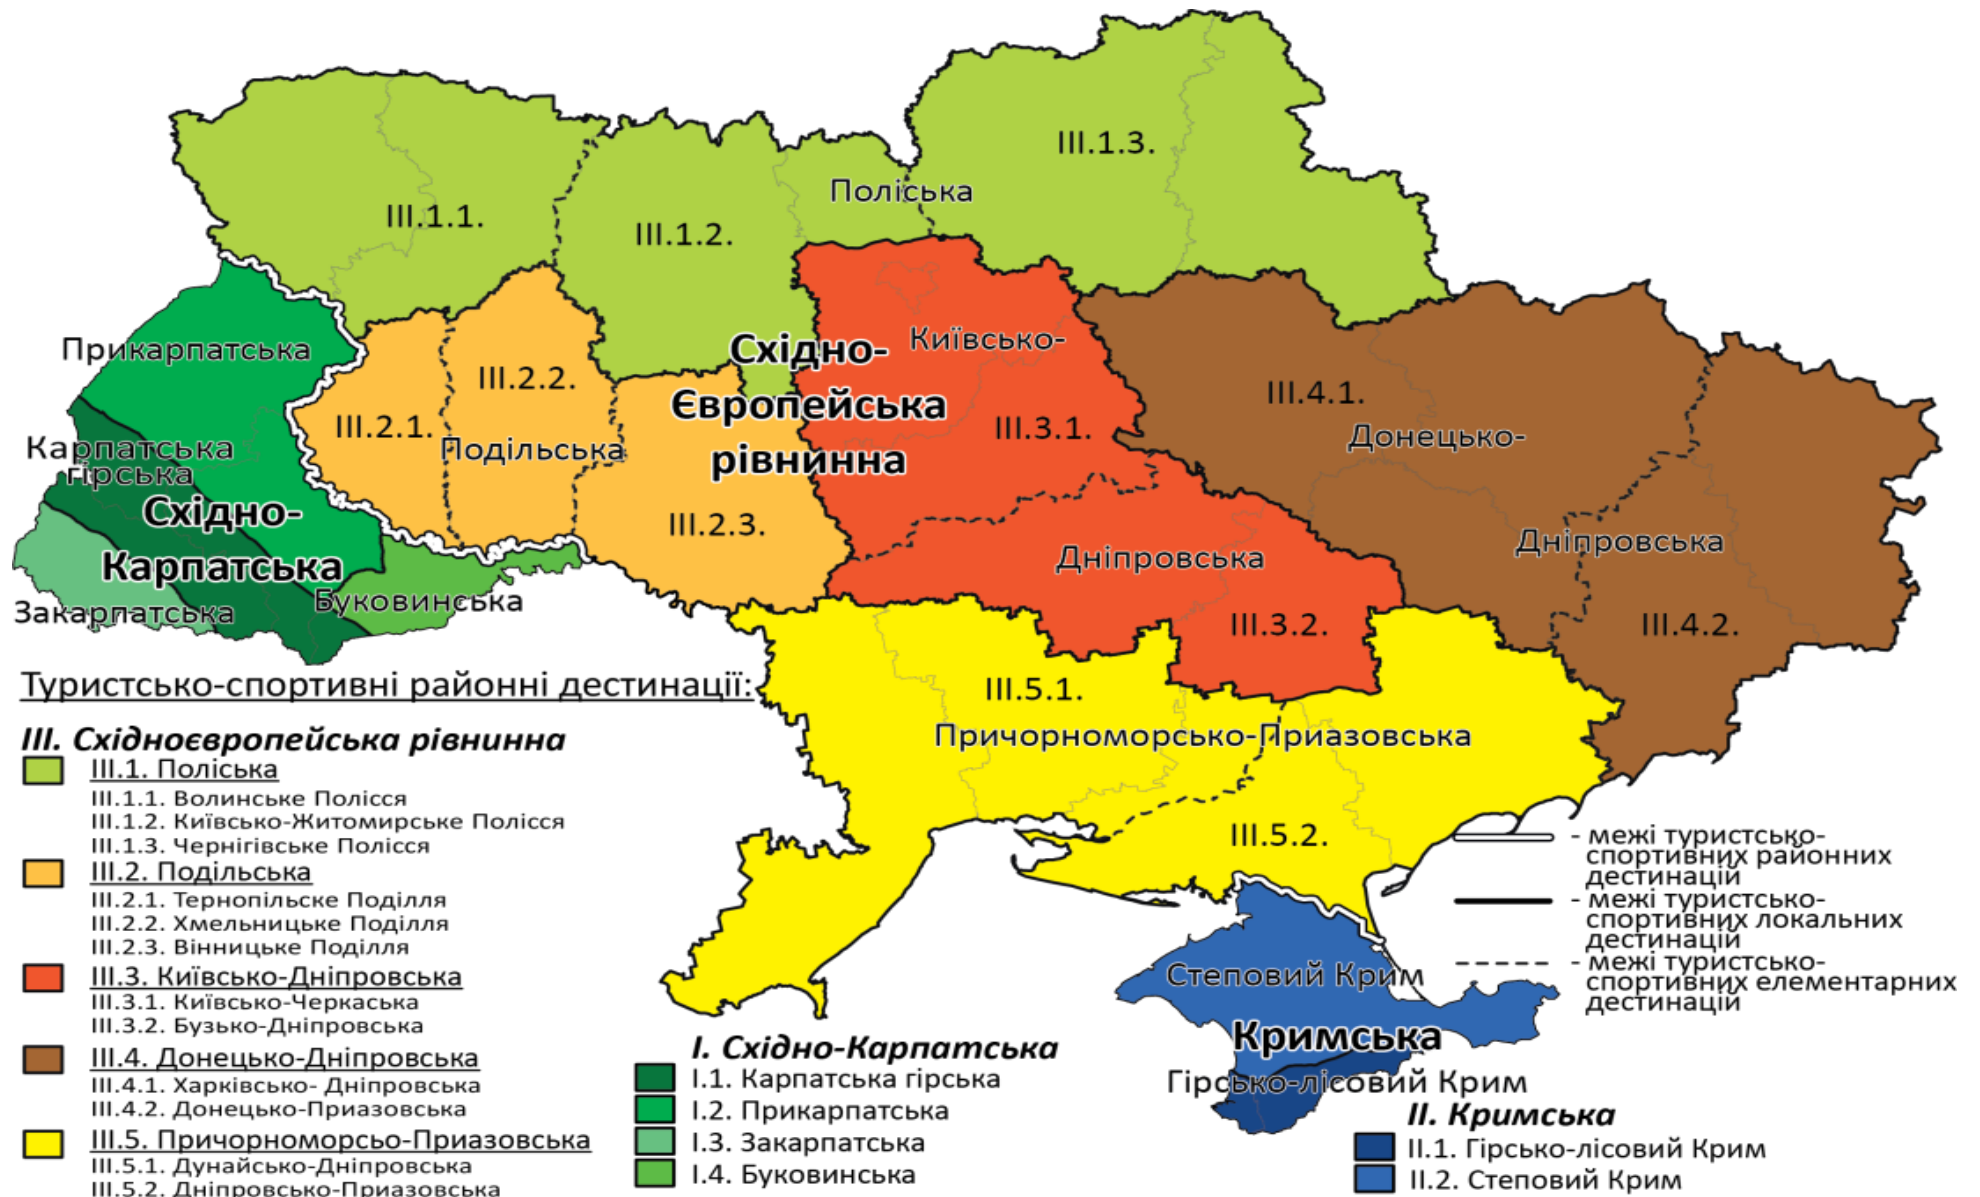 III.1.3.
Поліська
III.1.1.
III.1.2.
Прикарпатська
Київсько-
Східно-
Європейська
рівнинна
III.2.2.
III.4.1.
III.2.1.
Подільська
III.3.1.
Донецько-
Карпатська
гірська
Східно-
Карпатська
III.2.3.
Дніпровська
Дніпровська
Закарпатська
Буковинська
III.3.2.
III.4.2.
III.5.1.
Причорноморсько-Приазовська
III.5.2.
Степовий Крим
Кримська
Гірсько-лісовий Крим
Туристсько-спортивні районні дестинації:
III. Східноєвропейська рівнинна
III.1. Поліська
III.1.1. Волинське Полісся
III.1.2. Київсько-Житомирське Полісся
III.1.3. Чернігівське Полісся
III.2. Подільська
III.2.1. Тернопільске Поділля
III.2.2. Хмельницьке Поділля
III.2.3. Вінницьке Поділля
III.3. Київсько-Дніпровська
III.3.1. Київсько-Черкаська
III.3.2. Бузько-Дніпровська
III.4. Донецько-Дніпровська
III.4.1. Харківсько- Дніпровська
III.4.2. Донецько-Приазовська
III.5. Причорноморсьо-Приазовська
III.5.1. Дунайсько-Дніпровська
III.5.2. Дніпровсько-Приазовська
I. Східно-Карпатська
I.1. Карпатська гірська
I.2. Прикарпатська
I.3. Закарпатська
I.4. Буковинська
II. Кримська
II.1. Гірсько-лісовий Крим
II.2. Степовий Крим
- межі туристсько-
спортивних районних
дестинацій
- межі туристсько-
спортивних локальних
дестинацій
- межі туристсько-
спортивних елементарних
дестинацій